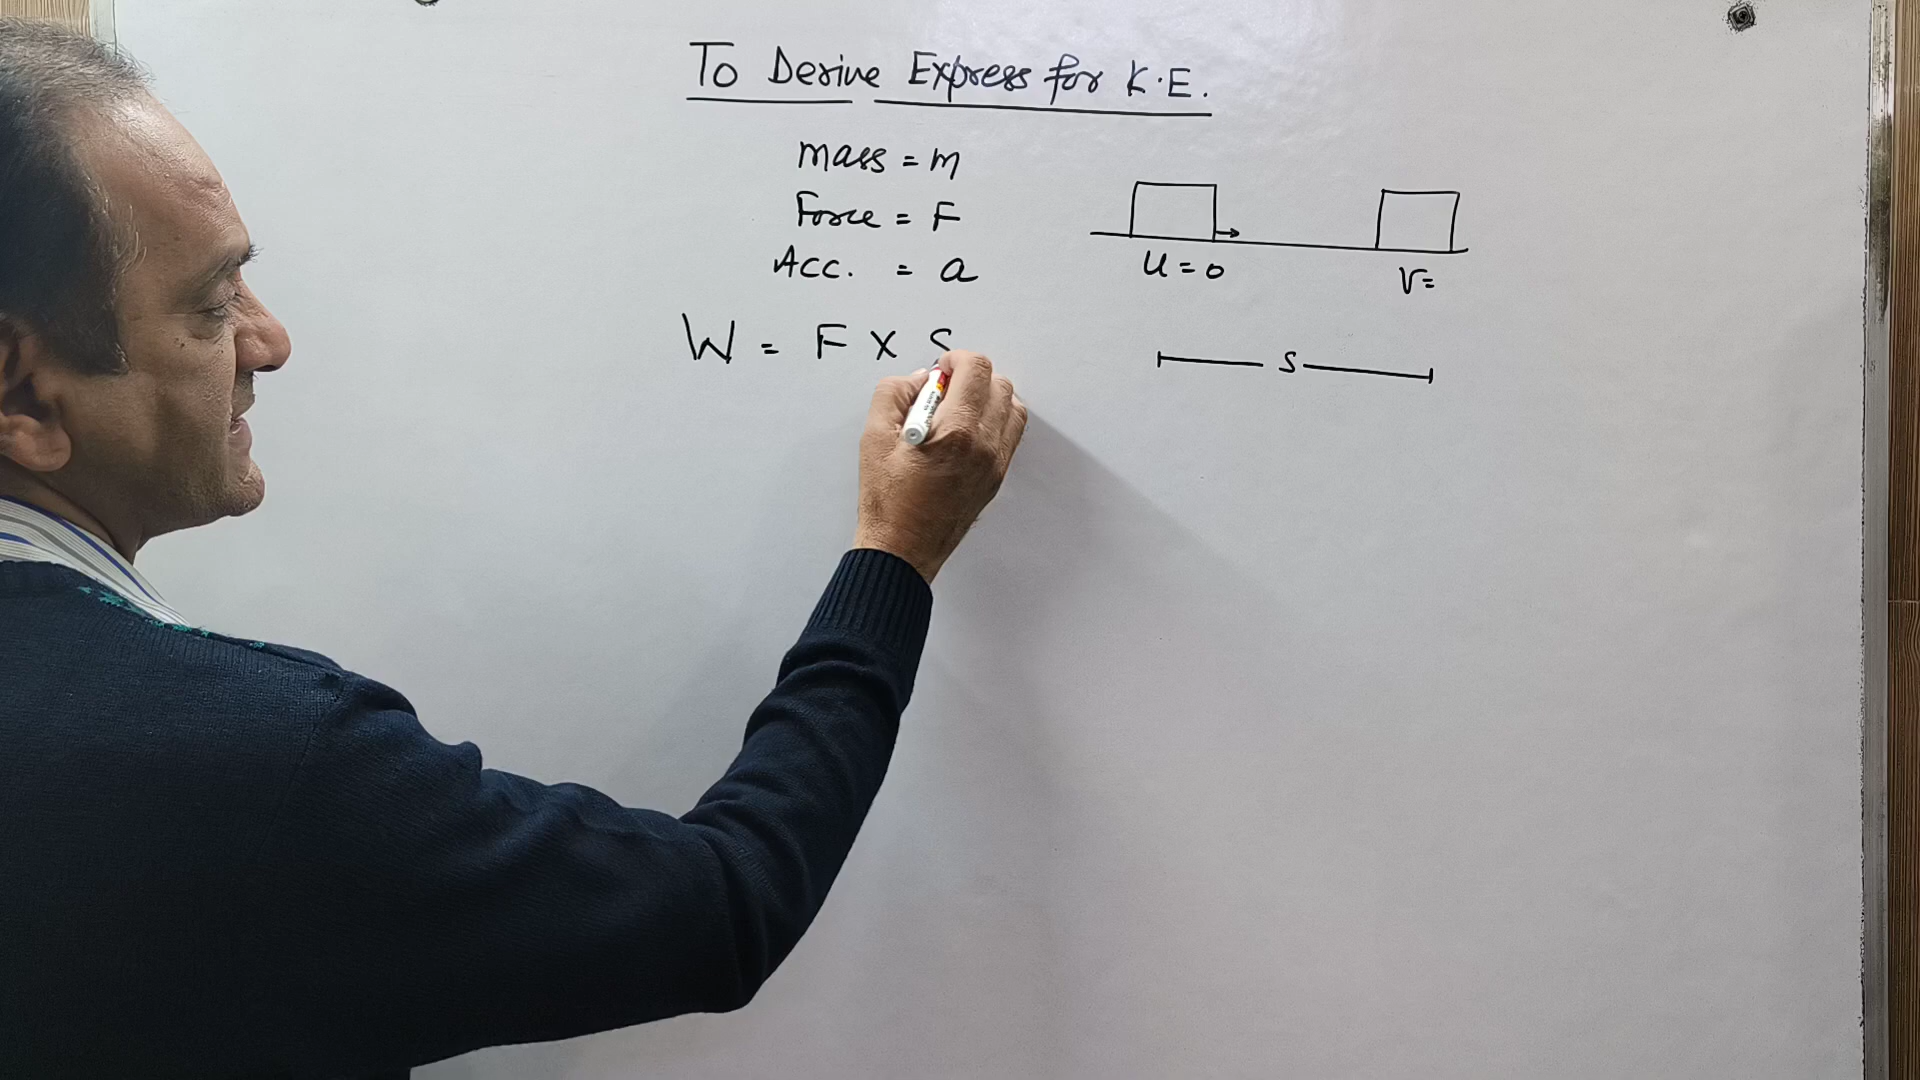 To Derive Express for K.E.
mass = m
Force = F
Acc. = a
U = 0
V=
W = F X S
S